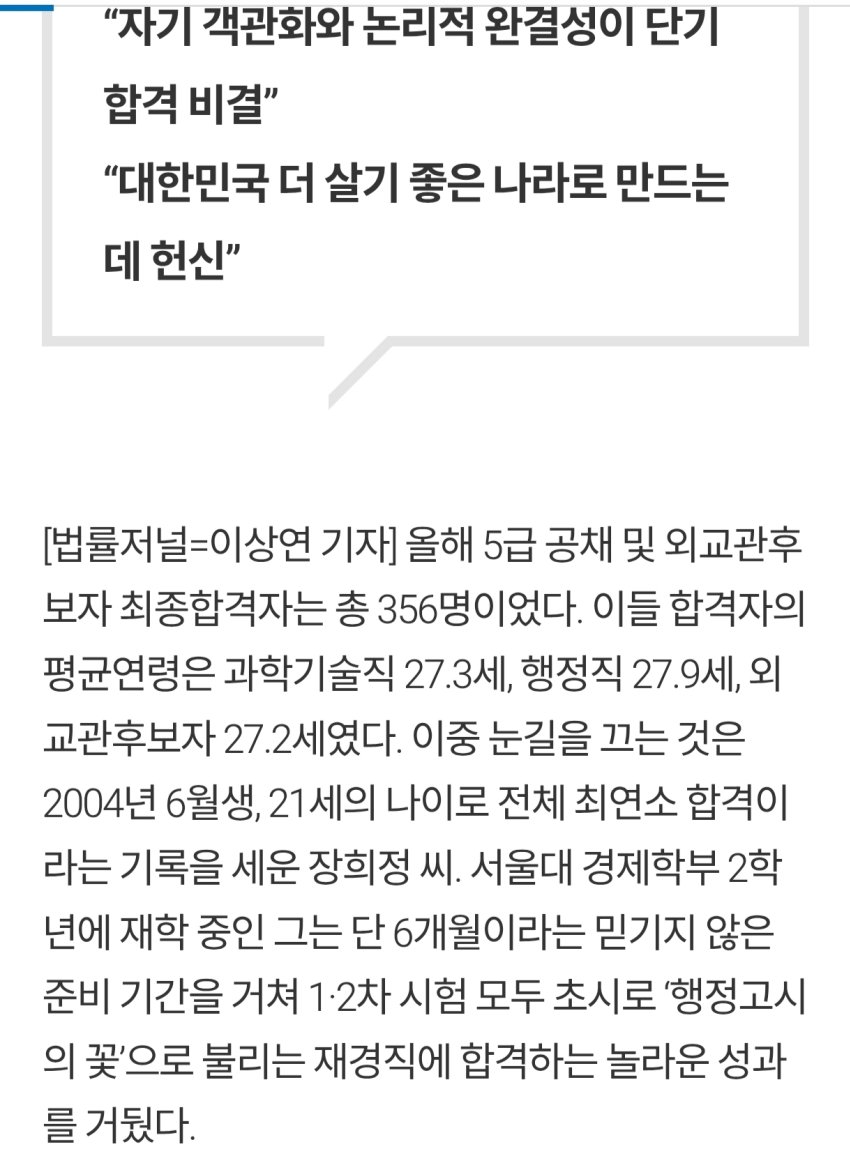 “자기 객관화와 논리적 완결성이 단기
합격 비결”
“대한민국 더 살기 좋은 나라로 만드는
데 헌신”
[법률저널=이상연 기자] 올해 5급 공채 및 외교관후
보자 최종합격자는 총 356명이었다. 이들 합격자의
평균연령은 과학기술직 27.3세, 행정직 27.9세, 외
교관후보자 27.2세였다. 이중 눈길을 끄는 것은
2004년 6월생, 21세의 나이로 전체 최연소 합격이
라는 기록을 세운 장희정 씨. 서울대 경제학부 2학
년에 재학 중인 그는 단 6개월이라는 믿기지 않은
준비 기간을 거쳐 1·2차 시험 모두 초시로 ‘행정고시
의 꽃’으로 불리는 재경직에 합격하는 놀라운 성과
를 거뒀다.